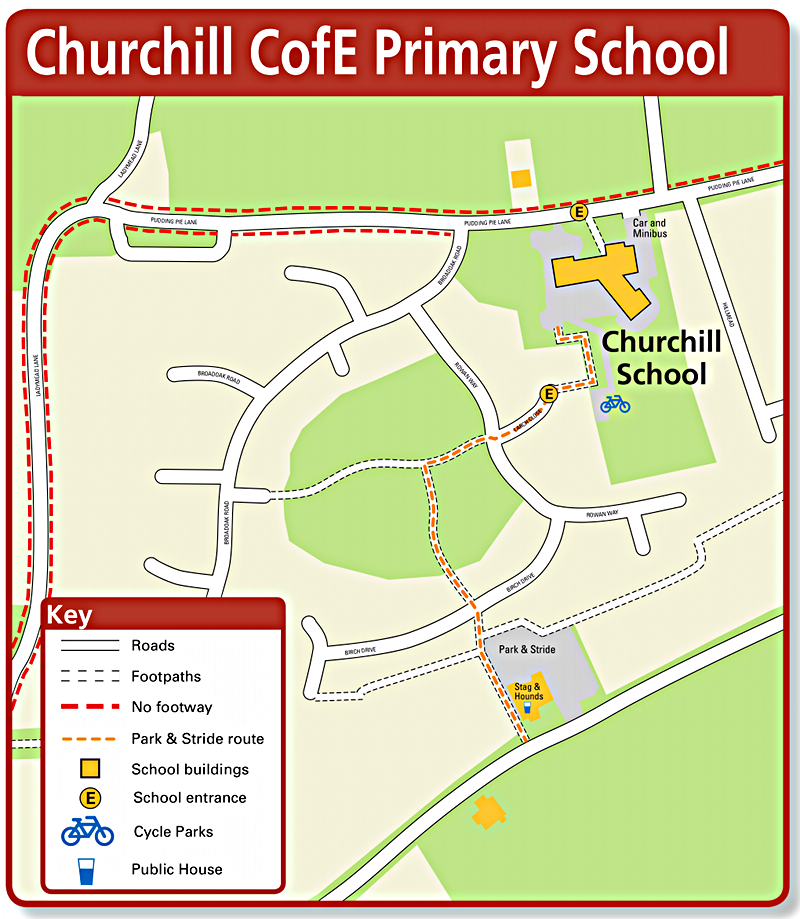 Churchill CofE Primary School
LADYMEAD LANE
PUDDING PIE LANE
PUDDING PIE LANE
PUDDING PIE LANE
E
Car and
Minibus
BROADOAK ROAD
HILLMEAD
LADYMEAD LANE
Churchill
School
ROWAN WAY
BROADOAK ROAD
E
BROADOAK ROAD
ROWAN WAY
BIRCH DRIVE
BIRCH DRIVE
Park & Stride
Stag &
Hounds
Key
Roads
Footpaths
No footway
Park & Stride route
School buildings
E School entrance
Cycle Parks
Public House